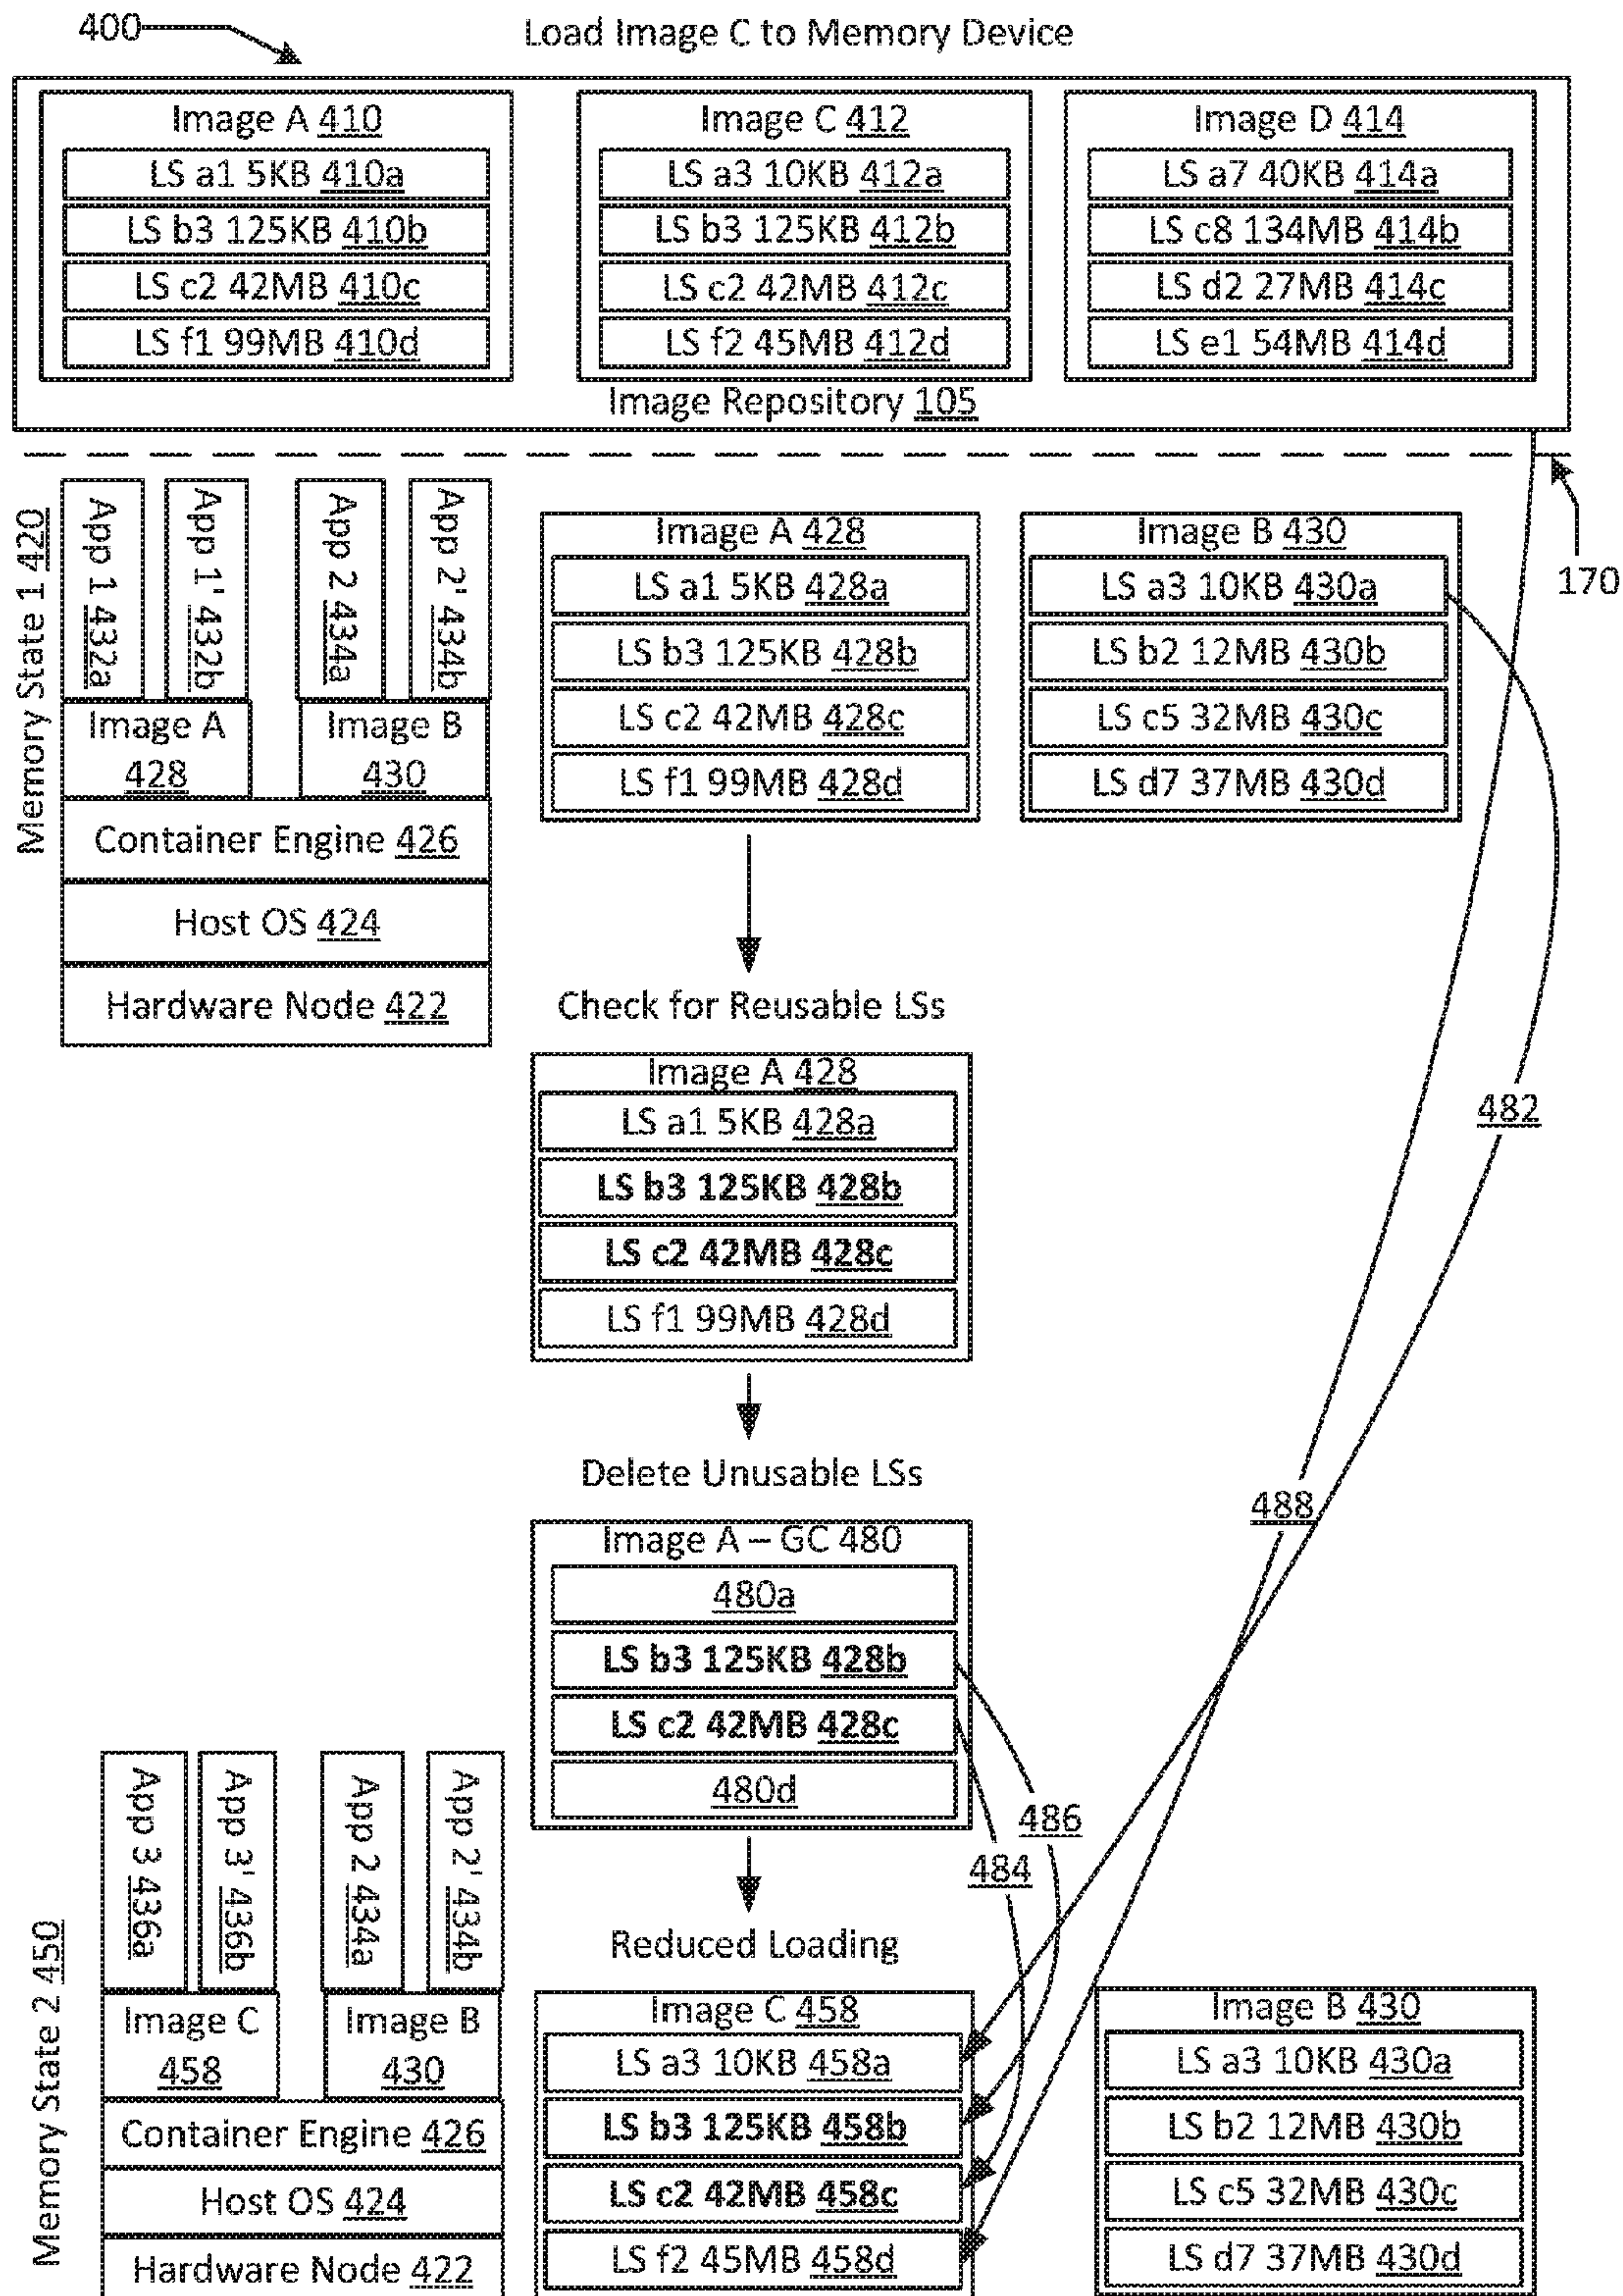 400
Load Image C to Memory Device
Image A 410
LS a1 5KB 410a
LS b3 125KB 410b
LS c2 42MB 410c
LS f1 99MB 410d
Image C 412
LS a3 10KB 412a
LS b3 125KB 412b
LS c2 42MB 412c
LS f2 45MB 412d
Image D 414
LS a7 40KB 414a
LS c8 134MB 414b
LS d2 27MB 414c
LS e1 54MB 414d
Image Repository 105
170
Memory State 1 420
App 1 432a
App 1' 432b
App 2 434a
App 2' 434b
Image A
428
Image B
430
Container Engine 426
Host OS 424
Hardware Node 422
Image A 428
LS a1 5KB 428a
LS b3 125KB 428b
LS c2 42MB 428c
LS f1 99MB 428d
Image B 430
LS a3 10KB 430a
LS b2 12MB 430b
LS c5 32MB 430c
LS d7 37MB 430d
Check for Reusable LSs
Image A 428
LS a1 5KB 428a
LS b3 125KB 428b
LS c2 42MB 428c
LS f1 99MB 428d
482
Delete Unusable LSs
488
Image A – GC 480
480a
LS b3 125KB 428b
LS c2 42MB 428c
480d
486
484
Reduced Loading
Memory State 2 450
App 3 436a
App 3' 436b
App 2 434a
App 2' 434b
Image C
458
Image B
430
Container Engine 426
Host OS 424
Hardware Node 422
Image C 458
LS a3 10KB 458a
LS b3 125KB 458b
LS c2 42MB 458c
LS f2 45MB 458d
Image B 430
LS a3 10KB 430a
LS b2 12MB 430b
LS c5 32MB 430c
LS d7 37MB 430d